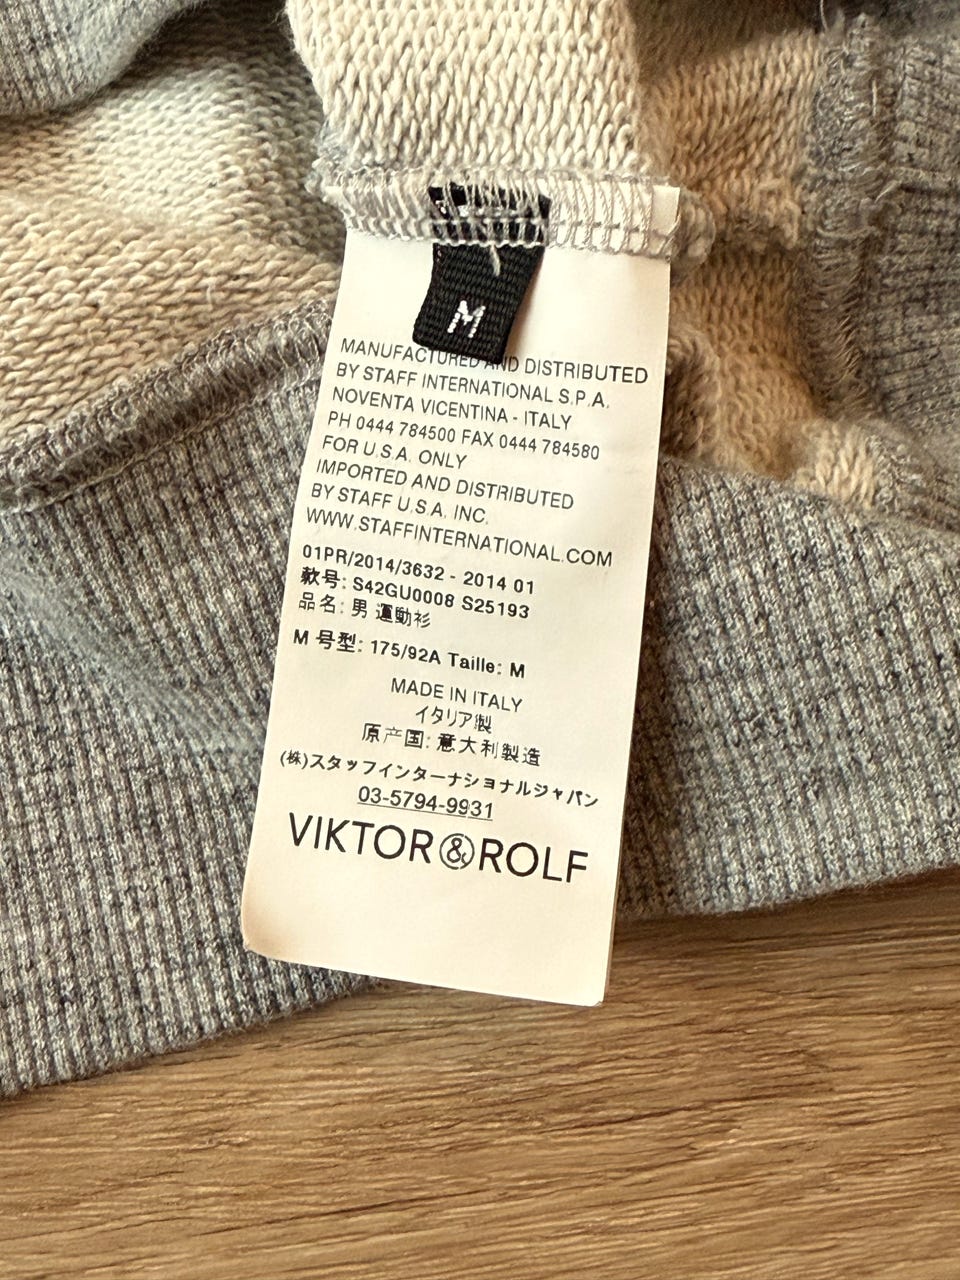 M
MANUFACTURED AND DISTRIBUTED
BY STAFF INTERNATIONAL S.P.A.
NOVENTA VICENTINA - ITALY
PH 0444 784500 FAX 0444 784580
FOR U.S.A. ONLY
IMPORTED AND DISTRIBUTED
BY STAFF U.S.A. INC.
WWW.STAFFINTERNATIONAL.COM
01PR/2014/3632 - 2014 01
款号: S42GU0008 S25193
品名: 男 運動衫
M 号型: 175/92A Taille: M
MADE IN ITALY
イタリア製
原产国: 意大利製造
(株)スタッフインターナショナルジャパン
03-5794-9931
VIKTOR&ROLF